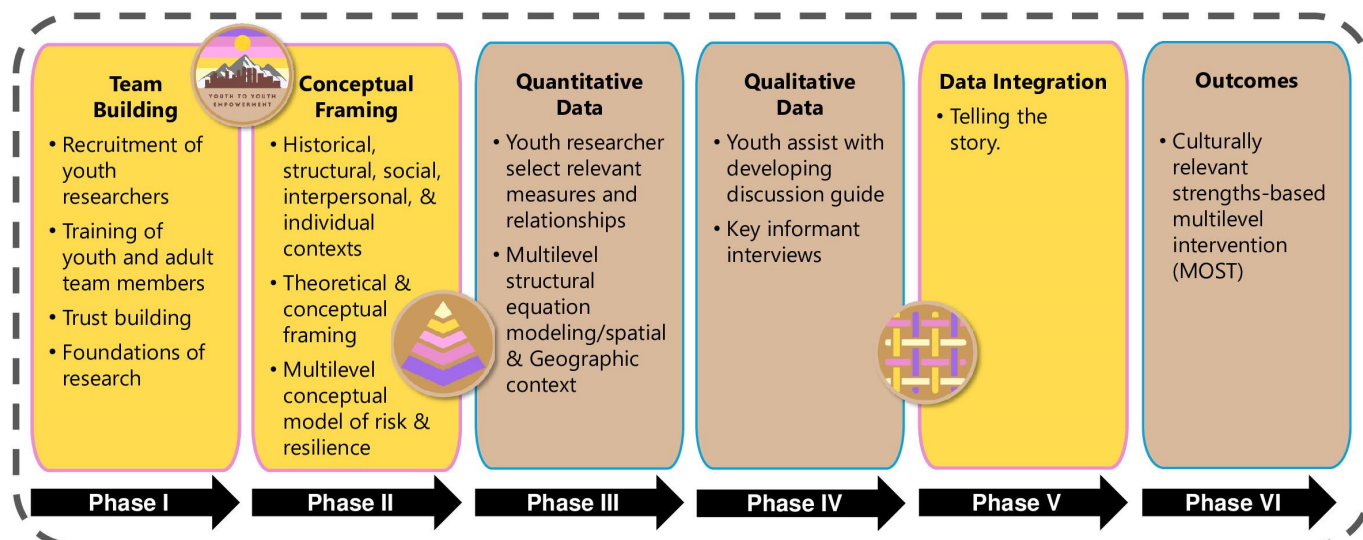 Team
Building
• Recruitment of
youth
researchers
• Training of
youth and adult
team members
• Trust building
• Foundations of
research
YOUTH TO YOUTH
EMPOWERMENT
Conceptual
Framing
• Historical,
structural, social,
interpersonal, &
individual
contexts
• Theoretical &
conceptual
framing
• Multilevel
conceptual
model of risk &
resilience
Quantitative
Data
• Youth researcher
select relevant
measures and
relationships
• Multilevel
structural
equation
modeling/spatial
& Geographic
context
Qualitative
Data
• Youth assist with
developing
discussion guide
• Key informant
interviews
Data Integration
• Telling the
story.
Outcomes
• Culturally
relevant
strengths-based
multilevel
intervention
(MOST)
Phase I
Phase II
Phase III
Phase IV
Phase V
Phase VI